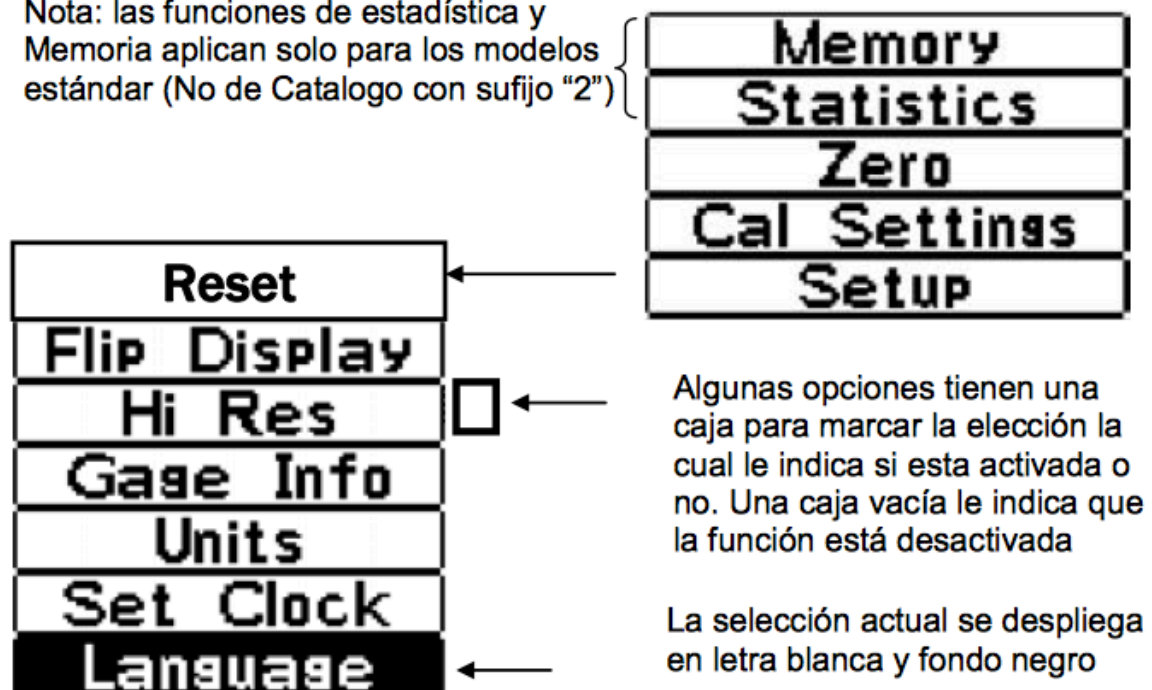 Nota: las funciones de estadística y
Memoria aplican solo para los modelos
estándar (No de Catalogo con sufijo “2”)
Memory
Statistics
Zero
Cal Settings
Setup
Reset
Flip Display
Hi Res
Gage Info
Units
Set Clock
Language
Algunas opciones tienen una
caja para marcar la elección la
cual le indica si esta activada o
no. Una caja vacía le indica que
la función está desactivada
La selección actual se despliega
en letra blanca y fondo negro